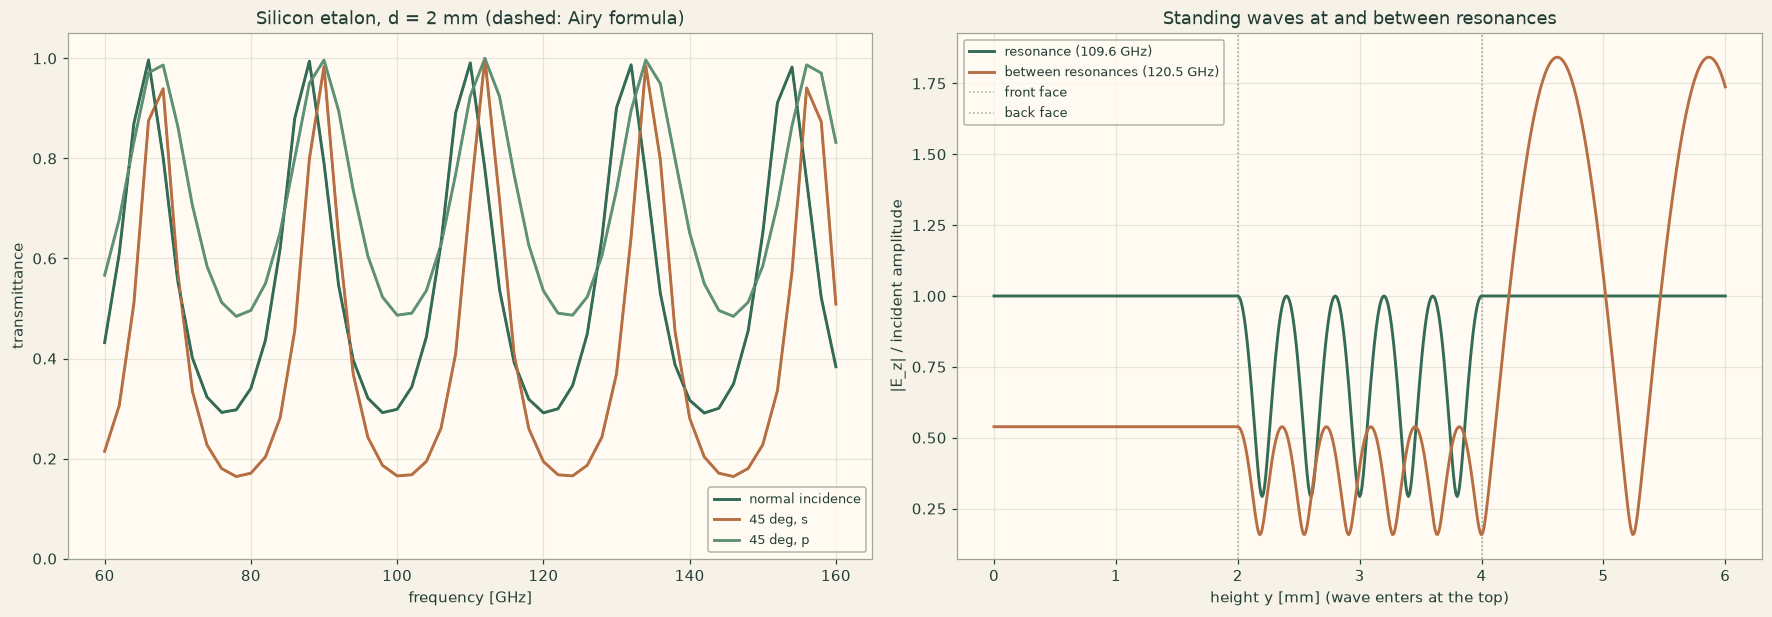 Silicon etalon, d = 2 mm (dashed: Airy formula)
transmittance
1.0
0.8
0.6
0.4
0.2
0.0
60
80
100
120
140
160
frequency [GHz]
normal incidence
45 deg, s
45 deg, p
Standing waves at and between resonances
|E_z| / incident amplitude
1.75
1.50
1.25
1.00
0.75
0.50
0.25
0
1
2
3
4
5
6
height y [mm] (wave enters at the top)
resonance (109.6 GHz)
between resonances (120.5 GHz)
front face
back face